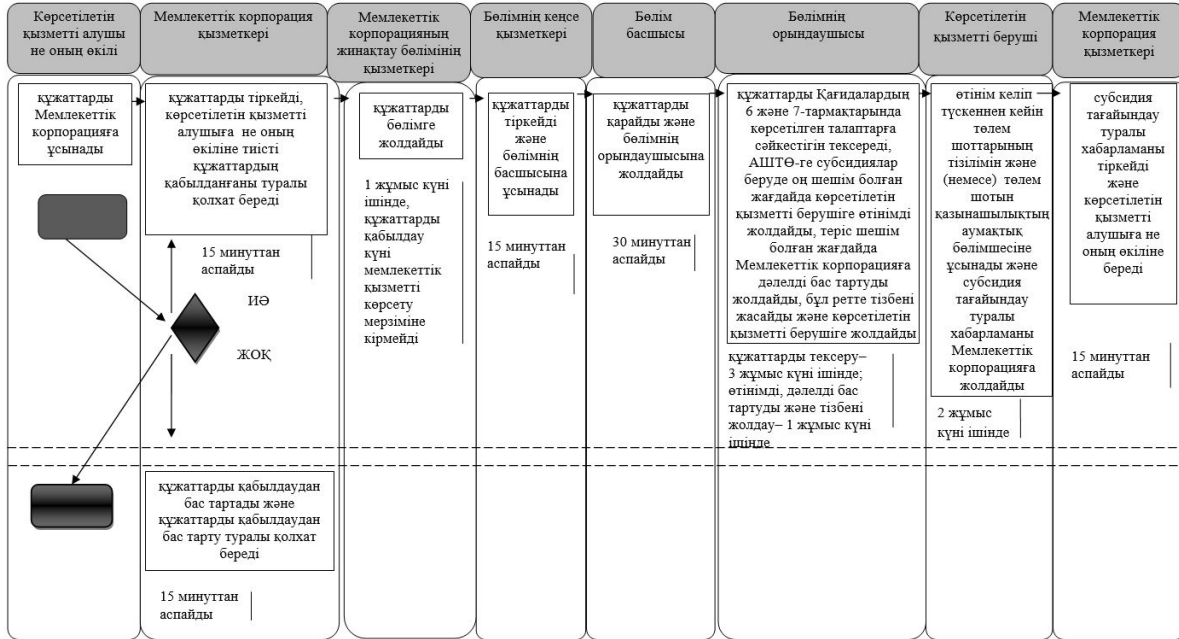 Көрсетілетін
қызметті алушы
не оның өкілі
Мемлекеттік корпорация
қызметкері
Мемлекеттік
корпорацияның
жинақтау бөлімінің
қызметкері
Бөлімнің кеңсе
қызметкері
Бөлім
басшысы
Бөлімнің
орындаушысы
Көрсетілетін
қызметті беруші
Мемлекеттік
корпорация
қызметкері
құжаттарды
Мемлекеттік
корпорацияға
ұсынады
құжаттарды тіркейді,
көрсетілетін қызметті
алушыға не оның
өкіліне тиісті
құжаттардың
қабылданғаны туралы
қолхат береді
15 минуттан
аспайды
ИӘ
ЖОҚ
құжаттарды қабылдаудан
бас тартады және
құжаттарды қабылдаудан
бас тарту туралы қолхат
береді
15 минуттан
аспайды
құжаттарды
бөлімге
жолдайды
1 жұмыс күні
ішінде,
құжаттарды
қабылдау
күні
мемлекеттік
қызметті
көрсету
мерзіміне
кірмейді
құжаттарды
тіркейді
және
бөлімнің
басшысына
ұсынады
15 минуттан
аспайды
құжаттарды
қарайды және
бөлімнің
орындаушысына
жолдайды
30 минуттан
аспайды
құжаттарды Қағидалардың
6 және 7-тармақтарында
көрсетілген талаптарға
сәйкестігін тексереді,
АШТӨ-ге субсидиялар
беруде оң шешім болған
жағдайда көрсетілетін
қызметті берушіге өтінімді
жолдайды, теріс шешім
болған жағдайда
Мемлекеттік корпорацияға
дәлелді бас тартуды
жолдайды, бұл ретте тізбені
жасайды және көрсетілетін
қызметті берушіге жолдайды
құжаттарды тексеру–
3 жұмыс күні ішінде;
өтінімді, дәлелді бас
тартуды және тізбені
жолдау– 1 жұмыс күні
ішінде
өтінім келіп
түскеннен кейін
төлем
шоттарының
тізілімін және
(немесе) төлем
шотын
қазынашылықтың
аумақтық
бөлімшесіне
ұсынады және
субсидия
тағайындау
туралы
хабарламаны
Мемлекеттік
корпорацияға
жолдайды
2 жұмыс
күні ішінде
субсидия
тағайындау
туралы
хабарламаны
тіркейді
және
көрсетілетін
қызметті
алушыға не
оның өкіліне
береді
15 минуттан
аспайды